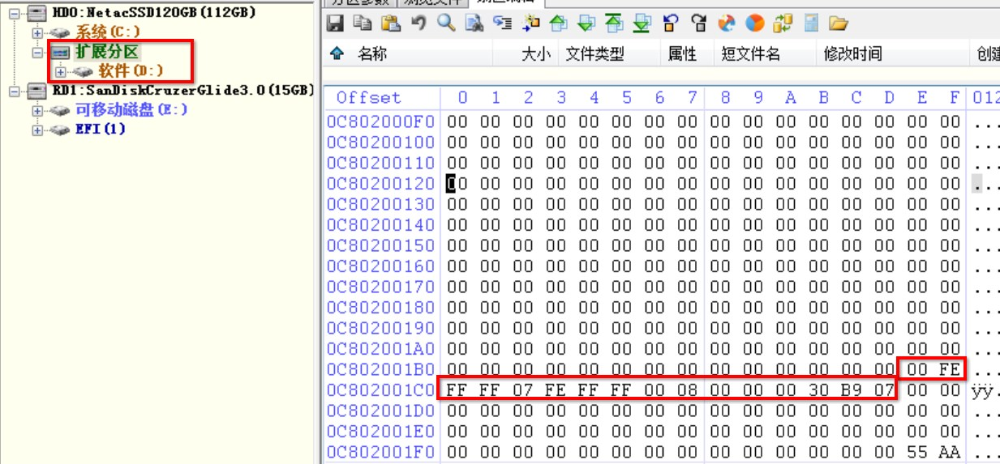 HD0:NetacSSD120GB(112GB)
系统(C:)
扩展分区
软件(D:)
RD1:SanDiskCruzerGlide3.0(15GB)
可移动磁盘(E:)
EFI(1)
名称 大小 文件类型 属性 短文件名 修改时间 创建
Offset 0 1 2 3 4 5 6 7 8 9 A B C D E F 012
0C802000F0 00 00 00 00 00 00 00 00 00 00 00 00 00 00 00 00 ...
0C80200100 00 00 00 00 00 00 00 00 00 00 00 00 00 00 00 00 ...
0C80200110 00 00 00 00 00 00 00 00 00 00 00 00 00 00 00 00 ...
0C80200120 00 00 00 00 00 00 00 00 00 00 00 00 00 00 00 00 ...
0C80200130 00 00 00 00 00 00 00 00 00 00 00 00 00 00 00 00 ...
0C80200140 00 00 00 00 00 00 00 00 00 00 00 00 00 00 00 00 ...
0C80200150 00 00 00 00 00 00 00 00 00 00 00 00 00 00 00 00 ...
0C80200160 00 00 00 00 00 00 00 00 00 00 00 00 00 00 00 00 ...
0C80200170 00 00 00 00 00 00 00 00 00 00 00 00 00 00 00 00 ...
0C80200180 00 00 00 00 00 00 00 00 00 00 00 00 00 00 00 00 ...
0C80200190 00 00 00 00 00 00 00 00 00 00 00 00 00 00 00 00 ...
0C802001A0 00 00 00 00 00 00 00 00 00 00 00 00 00 00 00 00 ...
0C802001B0 00 00 00 00 00 00 00 00 00 00 00 00 00 00 00 FE ...
0C802001C0 FF FF 07 FE FF FF 00 08 00 00 00 30 B9 07 00 00 ÿÿ.
0C802001D0 00 00 00 00 00 00 00 00 00 00 00 00 00 00 00 00 ...
0C802001E0 00 00 00 00 00 00 00 00 00 00 00 00 00 00 00 00 ...
0C802001F0 00 00 00 00 00 00 00 00 00 00 00 00 00 00 55 AA ...